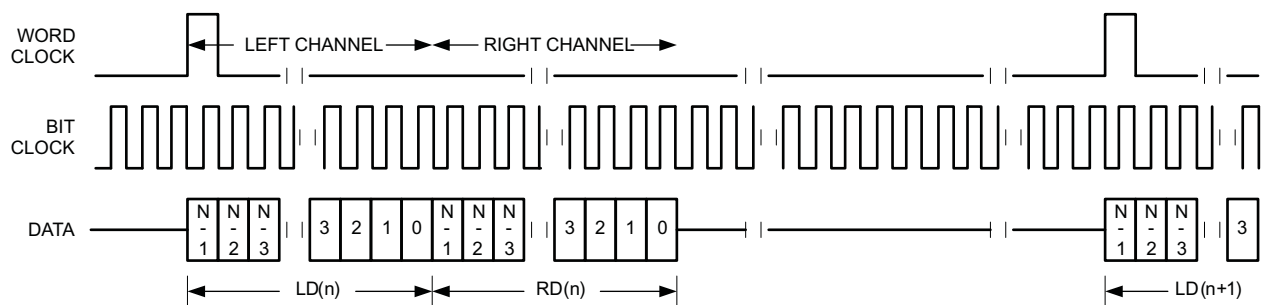 WORD
CLOCK
LEFT CHANNEL
RIGHT CHANNEL
BIT
CLOCK
DATA
N-1 N-2 N-3 3 2 1 0 N-1 N-2 N-3 3 2 1 0 N-1 N-2 N-3 3
LD(n) RD(n) LD(n+1)